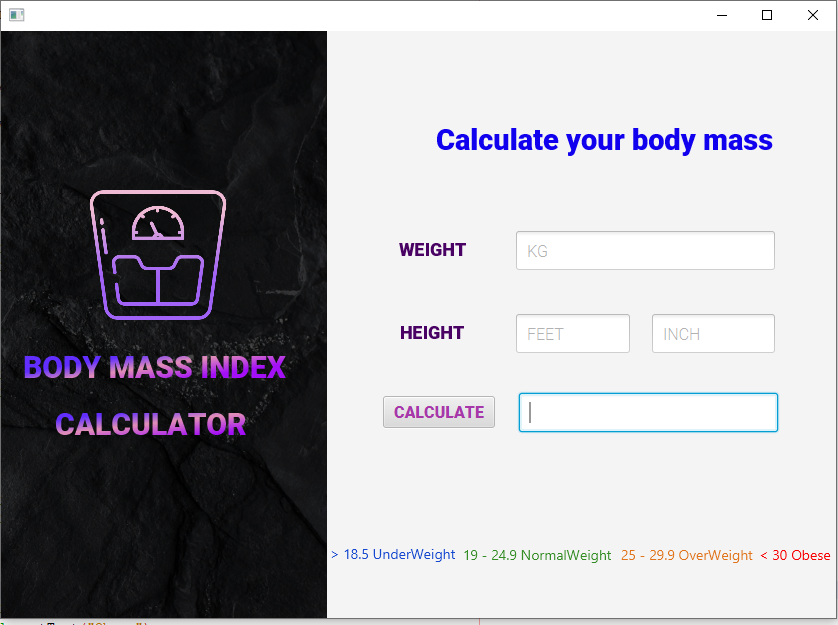 BODY MASS INDEX
CALCULATOR
Calculate your body mass
WEIGHT KG
HEIGHT FEET INCH
CALCULATE
> 18.5 UnderWeight 19 - 24.9 NormalWeight 25 - 29.9 OverWeight < 30 Obese